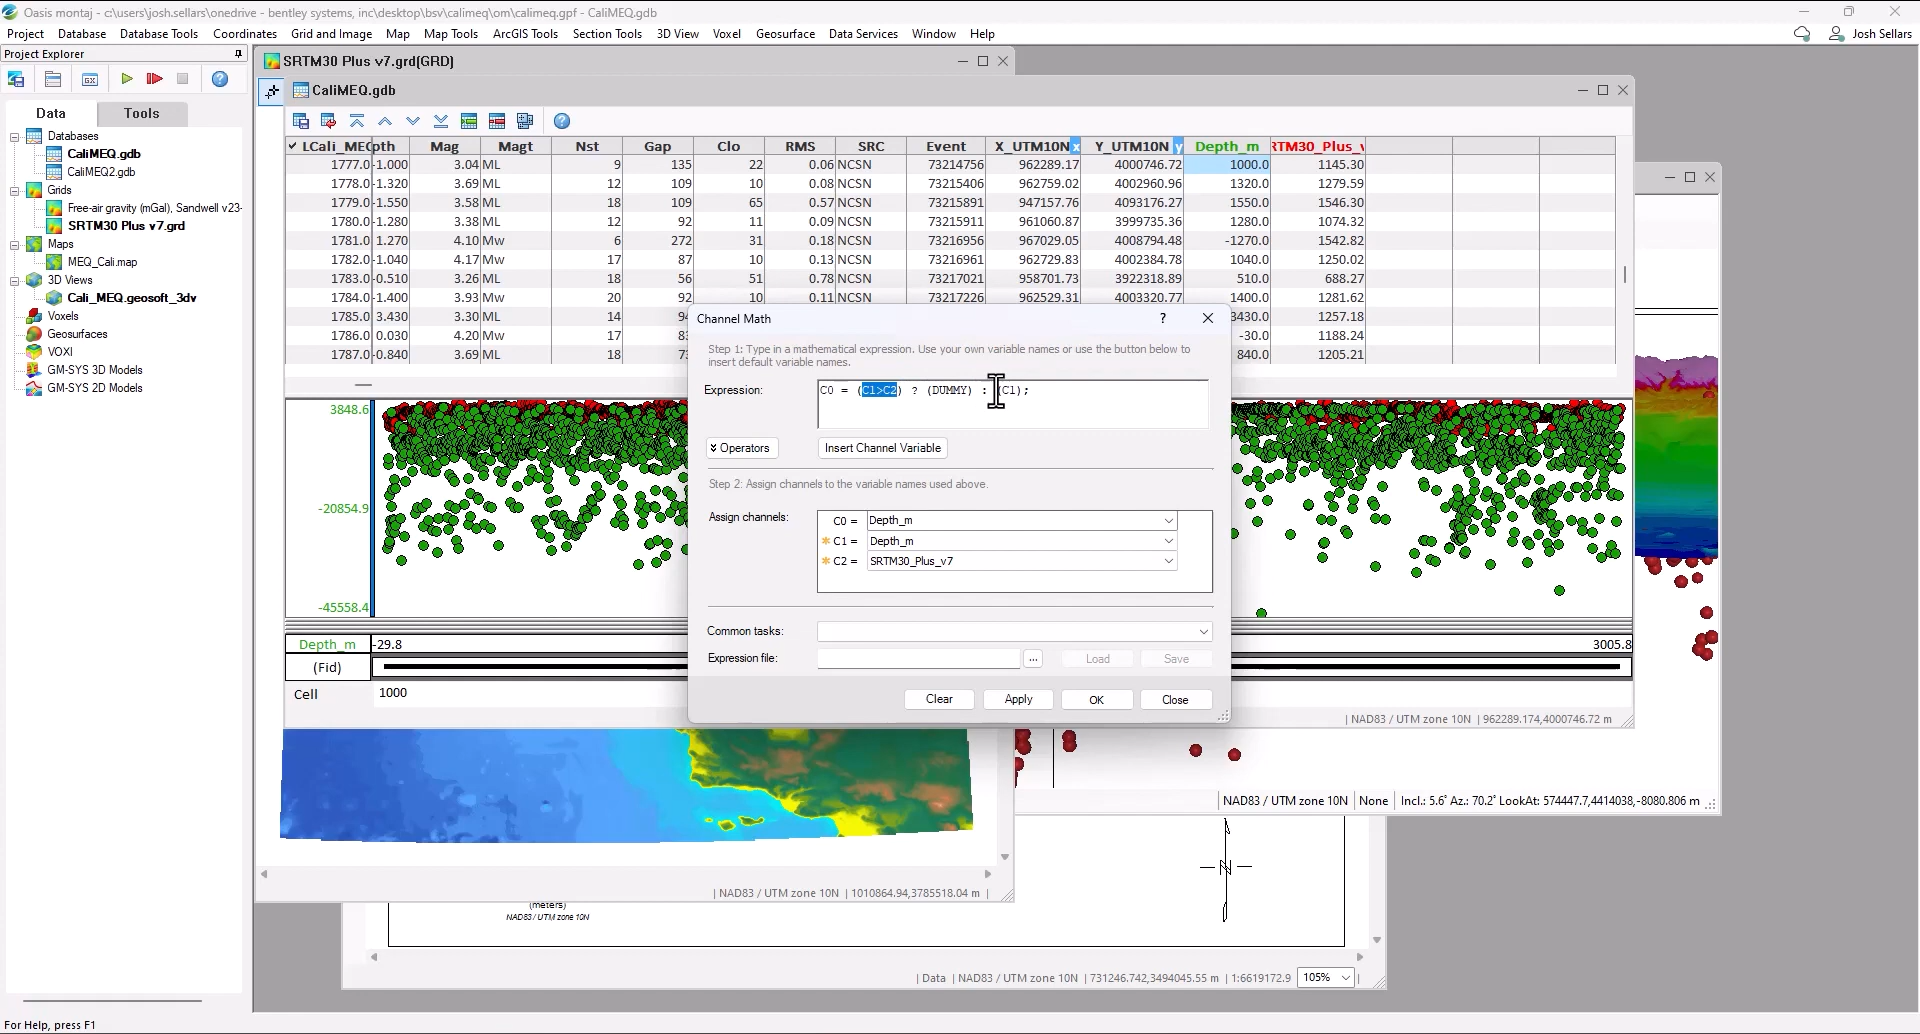 Oasis montaj - c:\users\josh.sellars\onedrive - bentley systems, inc\desktop\bsv\calimeq\om\calimeq.gpf - CaliMEQ.gdb
Project Database Database Tools Coordinates Grid and Image Map Map Tools ArcGIS Tools Section Tools 3D View Voxel Geosurface Data Services Window Help Josh Sellars
Project Explorer
Data Tools
Databases
CaliMEQ.gdb
CaliMEQ2.gdb
Grids
Free-air gravity (mGal), Sandwell v23-
SRTM30 Plus v7.grd
Maps
MEQ_Cali.map
3D Views
Cali_MEQ.geosoft_3dv
Voxels
Geosurfaces
VOXI
GM-SYS 3D Models
GM-SYS 2D Models
SRTM30 Plus v7.grd(GRD)
CaliMEQ.gdb
LCali_MEQ pth Mag Magt Nst Gap Clo RMS SRC Event X_UTM10N x Y_UTM10N y Depth_m RTM30_Plus_v
1777.0 -1.000 3.04 ML 9 135 22 0.06 NCSN 73214756 962289.17 4000746.72 1000.0 1145.30
1778.0 -1.320 3.69 ML 12 109 10 0.08 NCSN 73215406 962759.02 4002960.96 1320.0 1279.59
1779.0 -1.550 3.58 ML 18 109 65 0.57 NCSN 73215891 947157.76 4093176.27 1550.0 1546.30
1780.0 -1.280 3.38 ML 12 92 11 0.09 NCSN 73215911 961060.87 3999735.36 1280.0 1074.32
1781.0 1.270 4.10 Mw 6 272 31 0.18 NCSN 73216956 967029.05 4008794.48 -1270.0 1542.82
1782.0 -1.040 4.17 Mw 17 87 10 0.13 NCSN 73216961 962729.83 4002384.78 1040.0 1250.02
1783.0 -0.510 3.26 ML 18 56 51 0.78 NCSN 73217021 958701.73 3922318.89 510.0 688.27
1784.0 -1.400 3.93 Mw 20 92 10 0.11 NCSN 73217226 962529.31 4003320.77 1400.0 1281.62
1785.0 3.430 3.30 ML 14 3430.0 1257.18
1786.0 0.030 4.20 Mw 17 -30.0 1188.24
1787.0 -0.840 3.69 ML 18 840.0 1205.21
3848.6
-20854.9
-45558.4
Depth_m -29.8 3005.8
(Fid)
Cell 1000
| NAD83 / UTM zone 10N | 962289.174,4000746.72 m |
Channel Math ?
Step 1: Type in a mathematical expression. Use your own variable names or use the button below to
insert default variable names.
Expression: C0 = (C1>C2) ? (DUMMY) : (C1);
Operators Insert Channel Variable
Step 2: Assign channels to the variable names used above.
Assign channels: C0 = Depth_m
C1 = Depth_m
C2 = SRTM30_Plus_v7
Common tasks:
Expression file: ... Load Save
Clear Apply OK Close
NAD83 / UTM zone 10N | None | Incl.: 5.6° Az.: 70.2° LookAt: 574447.7,4414038,-8080.806 m
| NAD83 / UTM zone 10N | 1010864.94,3785518.04 m |
(meters)
NAD83 / UTM zone 10N
N
| Data | NAD83 / UTM zone 10N | 731246.742,3494045.55 m | 1:6619172.9 105%
For Help, press F1